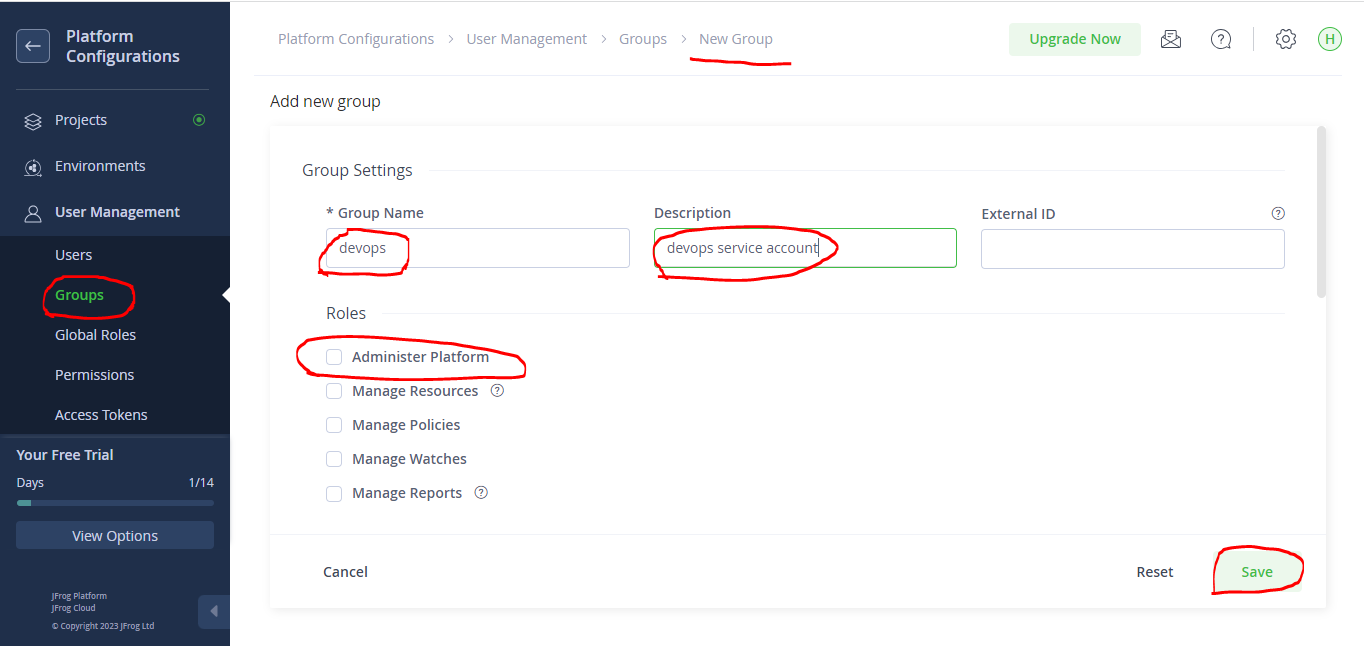 Platform
Configurations
Projects
Environments
User Management
Users
Groups
Global Roles
Permissions
Access Tokens
Your Free Trial
Days 1/14
View Options
JFrog Platform
JFrog Cloud
© Copyright 2023 JFrog Ltd
Platform Configurations > User Management > Groups > New Group
Upgrade Now
?
H
Add new group
Group Settings
* Group Name
devops
Description
devops service account
External ID ?
Roles
Administer Platform
Manage Resources ?
Manage Policies
Manage Watches
Manage Reports ?
Cancel
Reset
Save